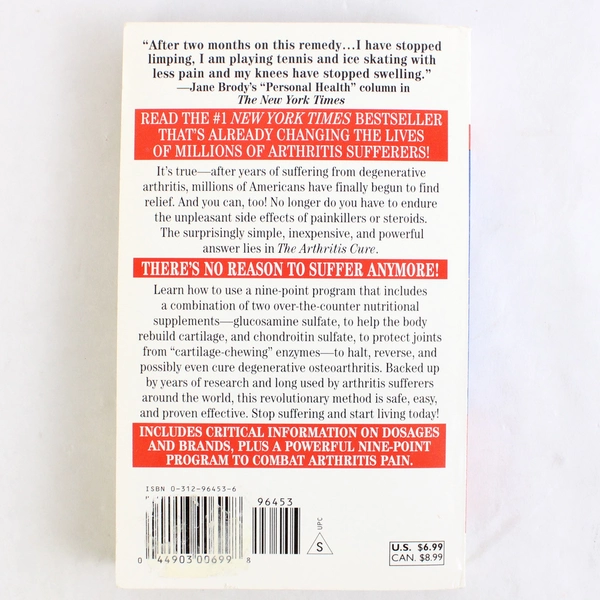 “After two months on this remedy…I have stopped
limping, I am playing tennis and ice skating with
less pain and my knees have stopped swelling.”
—Jane Brody’s “Personal Health” column in
The New York Times
READ THE #1 NEW YORK TIMES BESTSELLER
THAT’S ALREADY CHANGING THE LIVES
OF MILLIONS OF ARTHRITIS SUFFERERS!
It’s true—after years of suffering from degenerative
arthritis, millions of Americans have finally begun to find
relief. And you can, too! No longer do you have to endure
the unpleasant side effects of painkillers or steroids.
The surprisingly simple, inexpensive, and powerful
answer lies in The Arthritis Cure.
THERE’S NO REASON TO SUFFER ANYMORE!
Learn how to use a nine-point program that includes
a combination of two over-the-counter nutritional
supplements—glucosamine sulfate, to help the body
rebuild cartilage, and chondroitin sulfate, to protect joints
from “cartilage-chewing” enzymes—to halt, reverse, and
possibly even cure degenerative osteoarthritis. Backed up
by years of research and long used by arthritis sufferers
around the world, this revolutionary method is safe, easy,
and proven effective. Stop suffering and start living today!
INCLUDES CRITICAL INFORMATION ON DOSAGES
AND BRANDS, PLUS A POWERFUL NINE-POINT
PROGRAM TO COMBAT ARTHRITIS PAIN.
ISBN 0-312-96453-6
96453
UPC
S
0 44903 00699 8
U.S. $6.99
CAN. $8.99